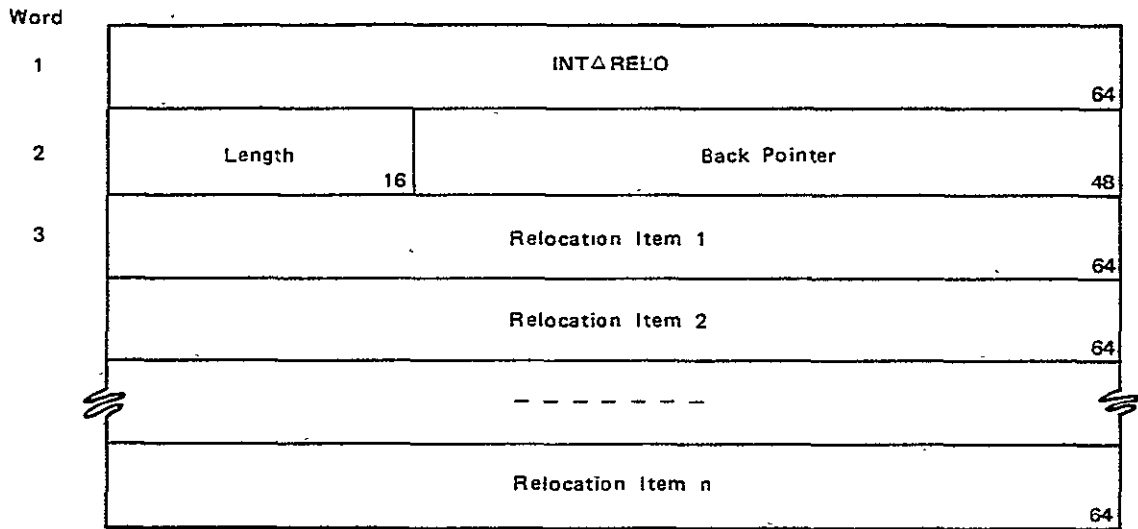 Word
1 INT△RELO 64
2 Length 16 Back Pointer 48
3 Relocation Item 1 64
Relocation Item 2 64
- - - - - - -
Relocation Item n 64